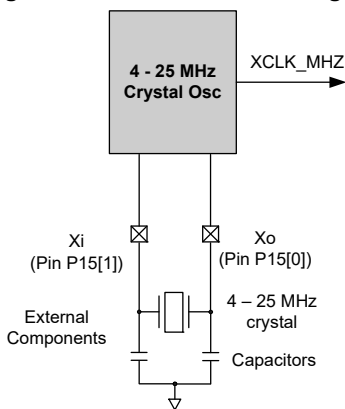 4 - 25 MHz
Crystal Osc
XCLK_MHZ
Xi
(Pin P15[1])
Xo
(Pin P15[0])
External
Components
4 – 25 MHz
crystal
Capacitors